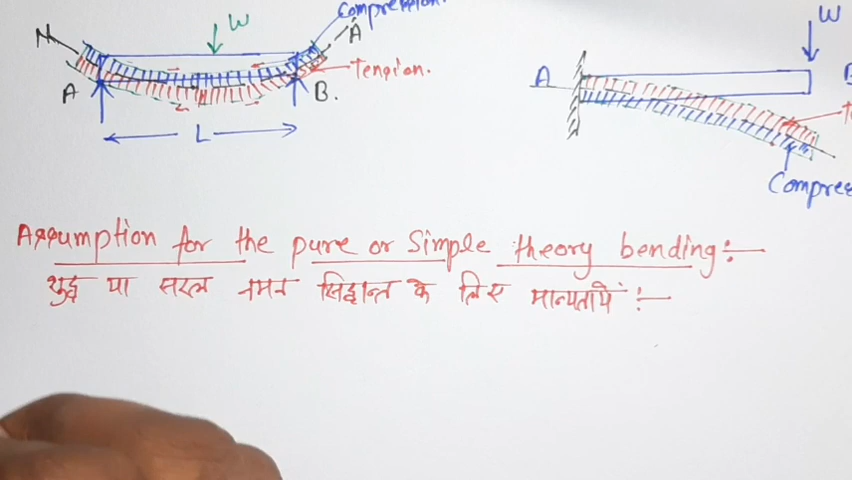 compression.
W
W
N
A
Tension.
A
A
B.
L
Compres
Assumption for the pure or Simple theory bending:-
शुद्ध या सरल नमन सिद्धान्त के लिए मान्यतायें :-